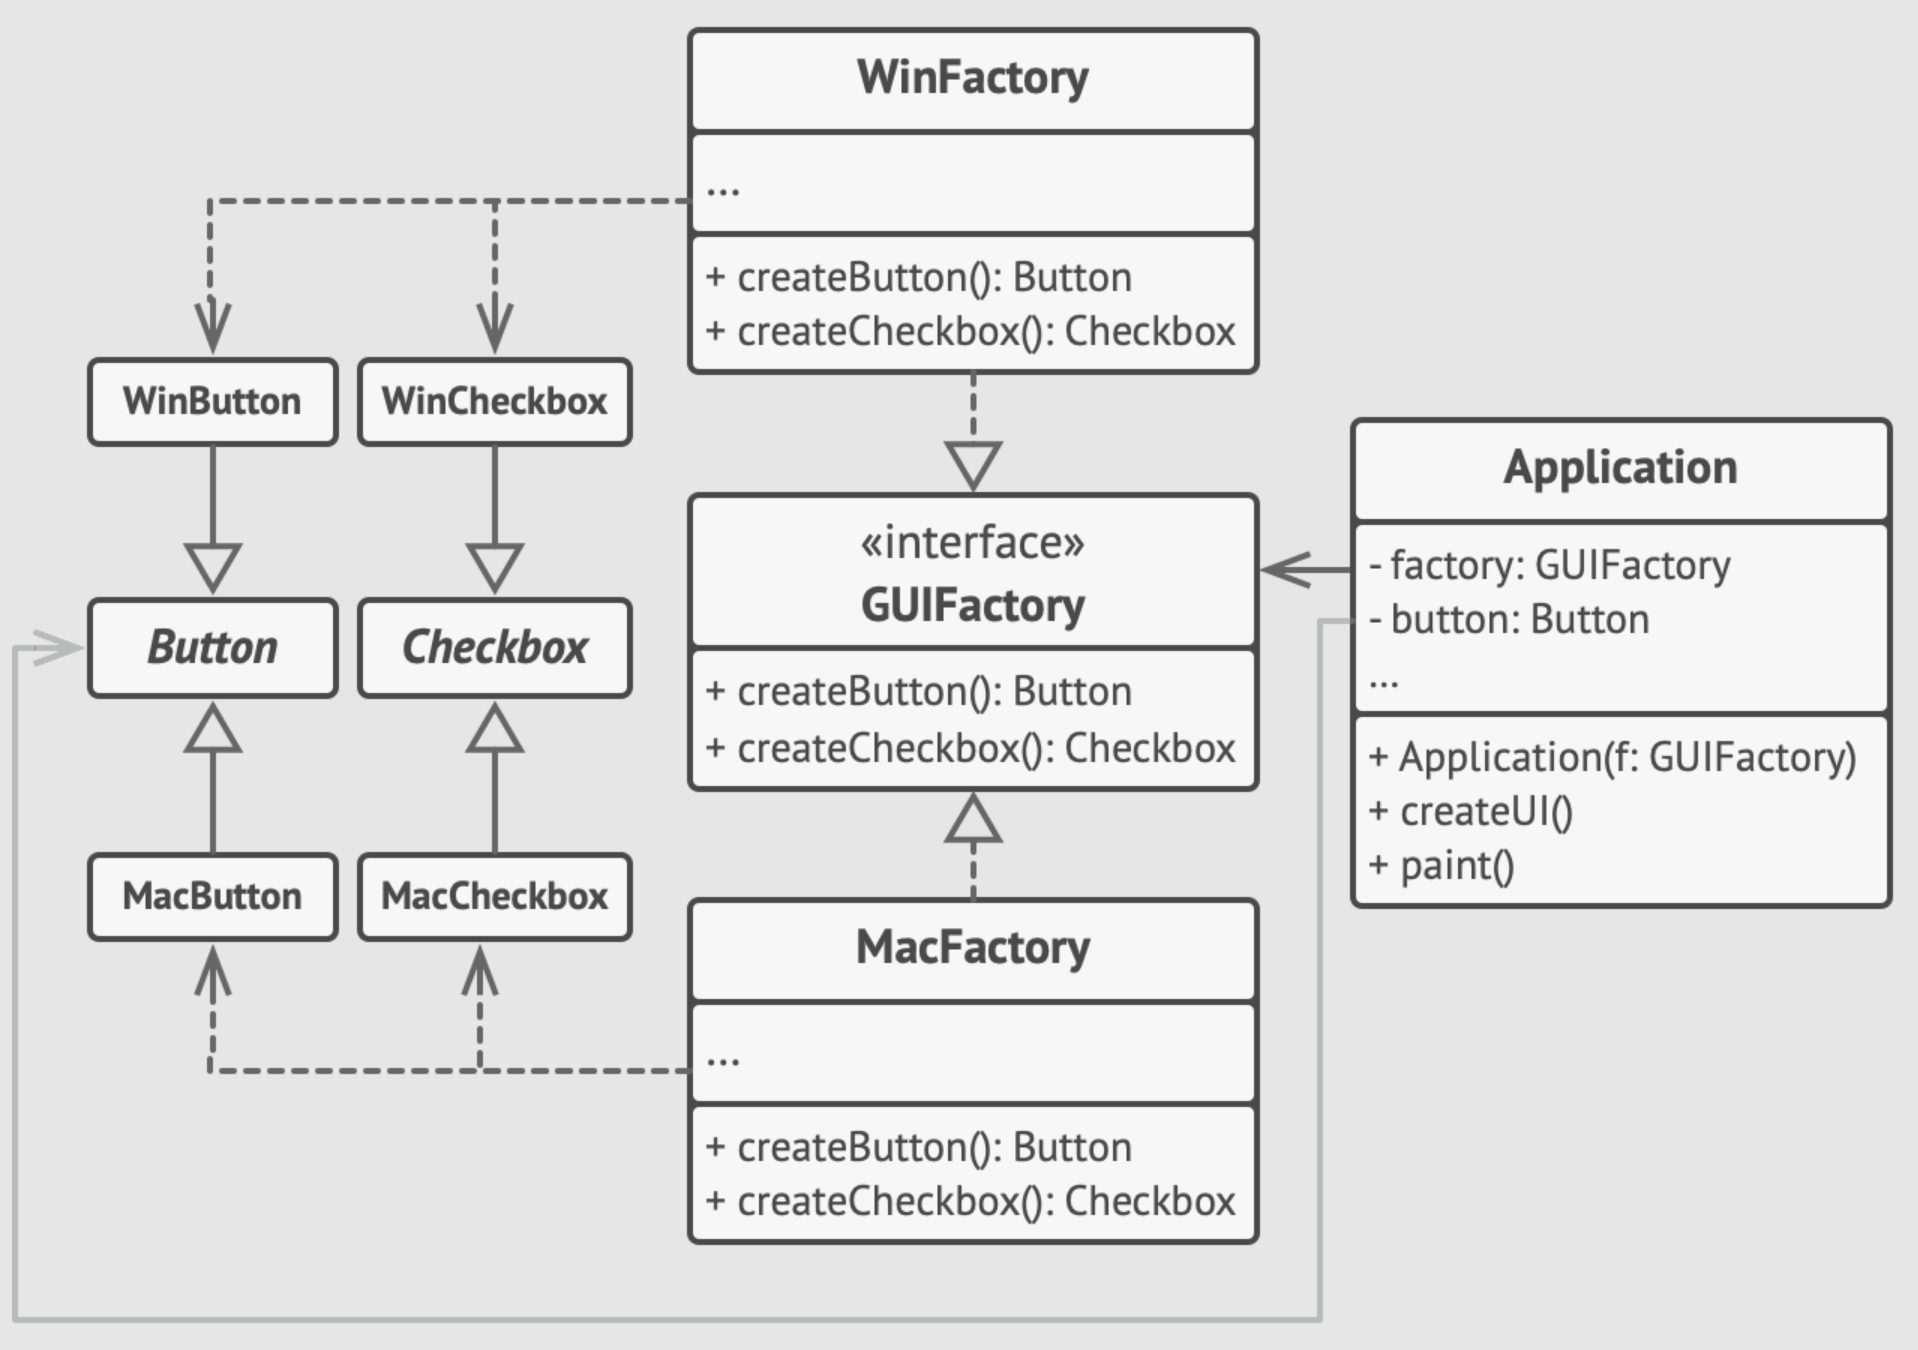 WinFactory
...
+ createButton(): Button
+ createCheckbox(): Checkbox
WinButton
WinCheckbox
Button
Checkbox
MacButton
MacCheckbox
«interface»
GUIFactory
+ createButton(): Button
+ createCheckbox(): Checkbox
Application
- factory: GUIFactory
- button: Button
...
+ Application(f: GUIFactory)
+ createUI()
+ paint()
MacFactory
...
+ createButton(): Button
+ createCheckbox(): Checkbox